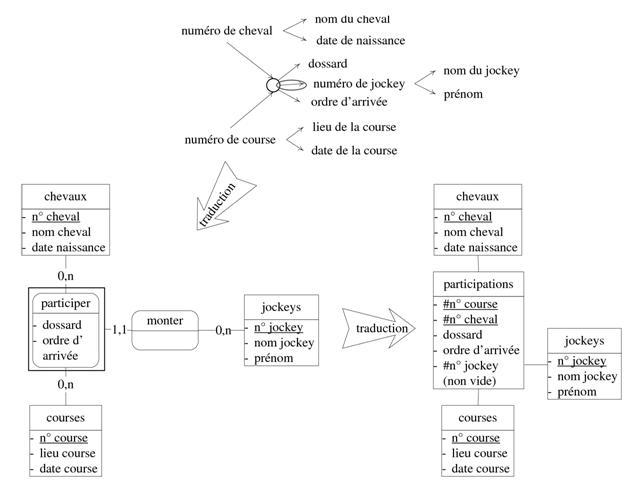 nom du cheval
numéro de cheval
date de naissance
dossard
numéro de jockey
nom du jockey
prénom
ordre d'arrivée
lieu de la course
numéro de course
date de la course
traduction
chevaux
- n° cheval
- nom cheval
- date naissance
0,n
participer
- dossard
- ordre d'
arrivée
1,1
monter
0,n
jockeys
- n° jockey
- nom jockey
- prénom
0,n
courses
- n° course
- lieu course
- date course
traduction
chevaux
- n° cheval
- nom cheval
- date naissance
participations
- #n° course
- #n° cheval
- dossard
- ordre d'arrivée
- #n° jockey
(non vide)
jockeys
- n° jockey
- nom jockey
- prénom
courses
- n° course
- lieu course
- date course